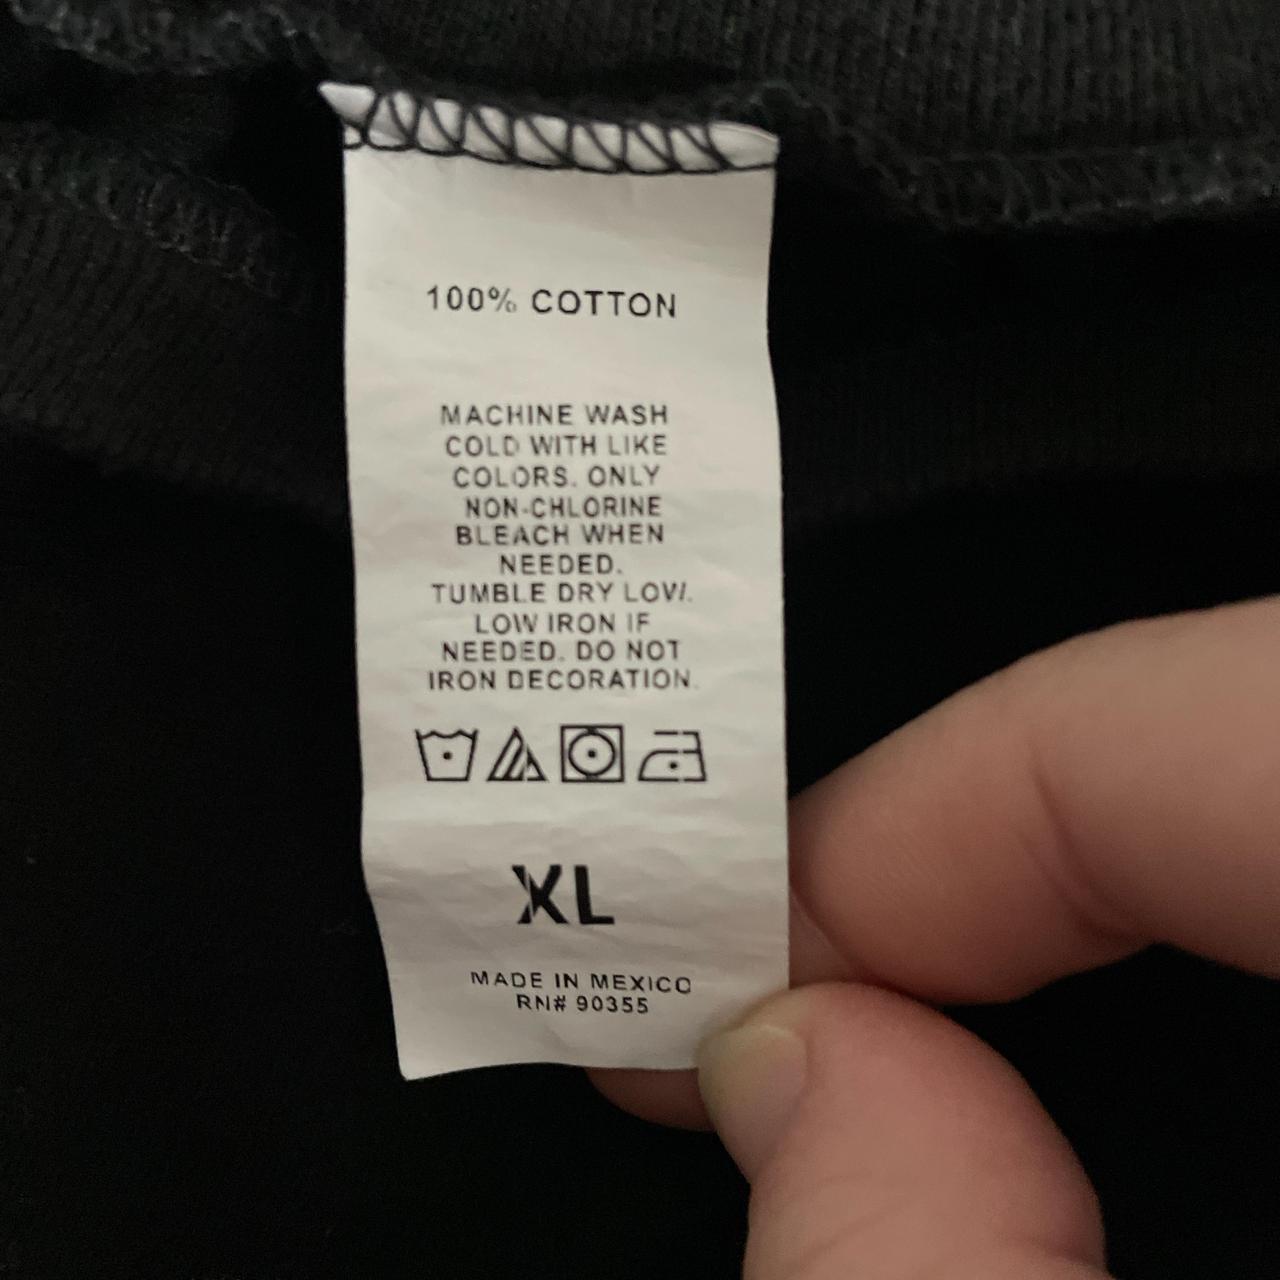 100% COTTON
MACHINE WASH
COLD WITH LIKE
COLORS. ONLY
NON-CHLORINE
BLEACH WHEN
NEEDED.
TUMBLE DRY LOW.
LOW IRON IF
NEEDED. DO NOT
IRON DECORATION.
XL
MADE IN MEXICO
RN# 90355